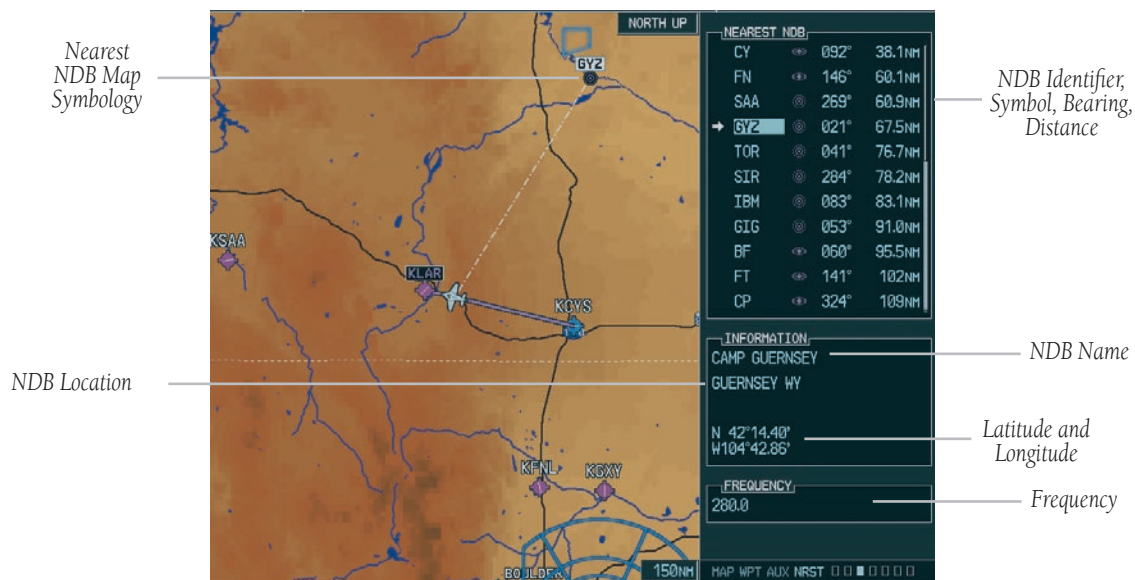 Nearest
NDB Map
Symbology
NDB Location
NORTH UP
GYZ
KSAA
KLAR
KCYS
KFNL
KGXY
BOULDER
150NM
NEAREST NDB
CY 092° 38.1NM
FN 146° 60.1NM
SAA 269° 60.9NM
GYZ 021° 67.5NM
TOR 041° 76.7NM
SIR 284° 78.2NM
IBM 083° 83.1NM
GIG 053° 91.0NM
BF 060° 95.5NM
FT 141° 102NM
CP 324° 109NM
INFORMATION
CAMP GUERNSEY
GUERNSEY WY
N 42°14.40'
W104°42.86'
FREQUENCY
280.0
MAP WPT AUX NRST
NDB Identifier,
Symbol, Bearing,
Distance
NDB Name
Latitude and
Longitude
Frequency